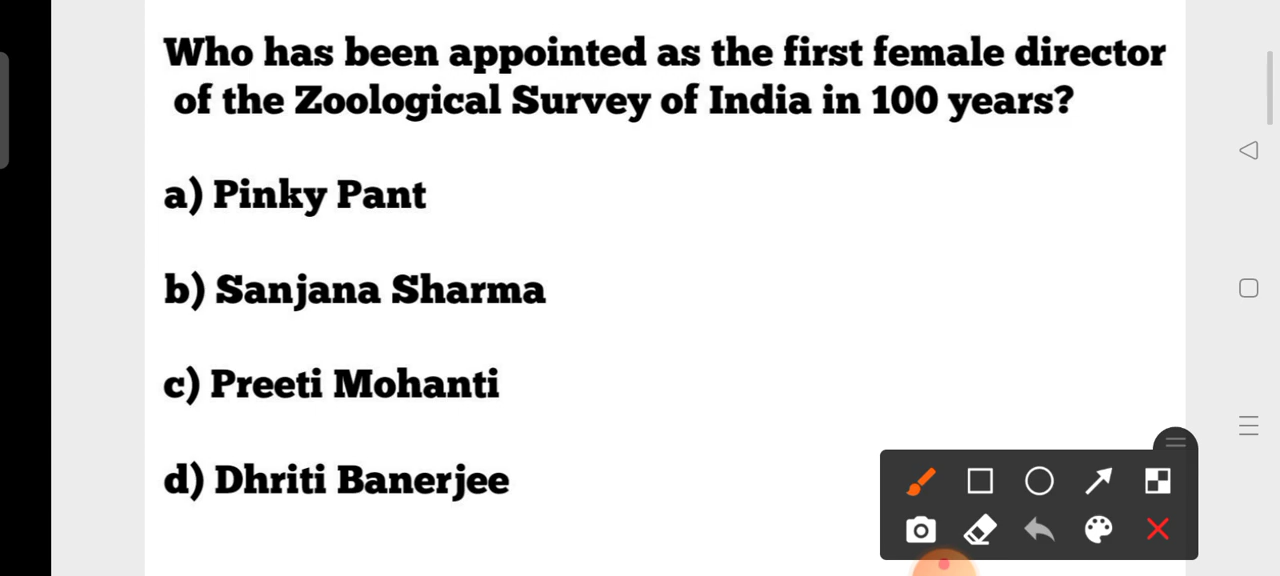 Who has been appointed as the first female director
of the Zoological Survey of India in 100 years?
a) Pinky Pant
b) Sanjana Sharma
c) Preeti Mohanti
d) Dhriti Banerjee